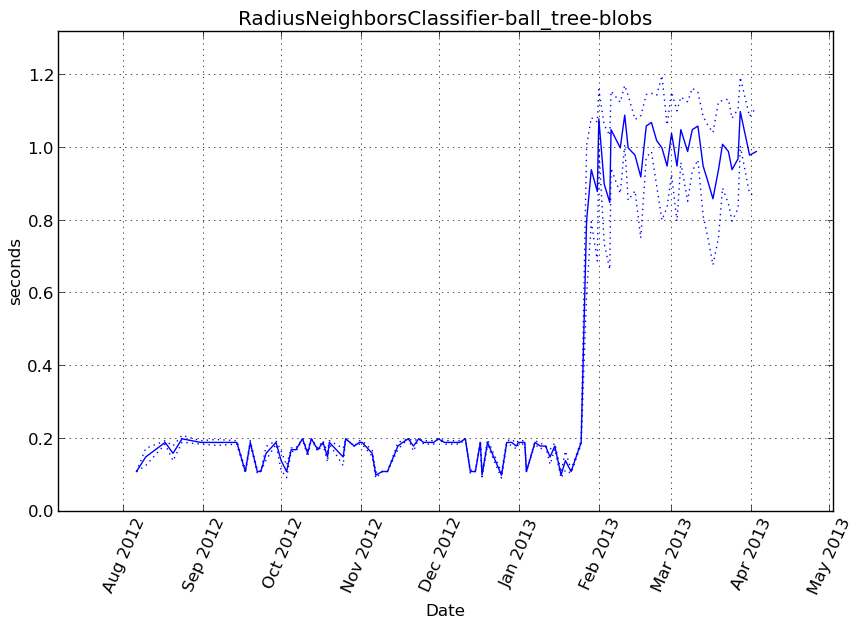 RadiusNeighborsClassifier-ball_tree-blobs
seconds
1.2
1.0
0.8
0.6
0.4
0.2
0.0
Aug 2012
Sep 2012
Oct 2012
Nov 2012
Dec 2012
Jan 2013
Feb 2013
Mar 2013
Apr 2013
May 2013
Date